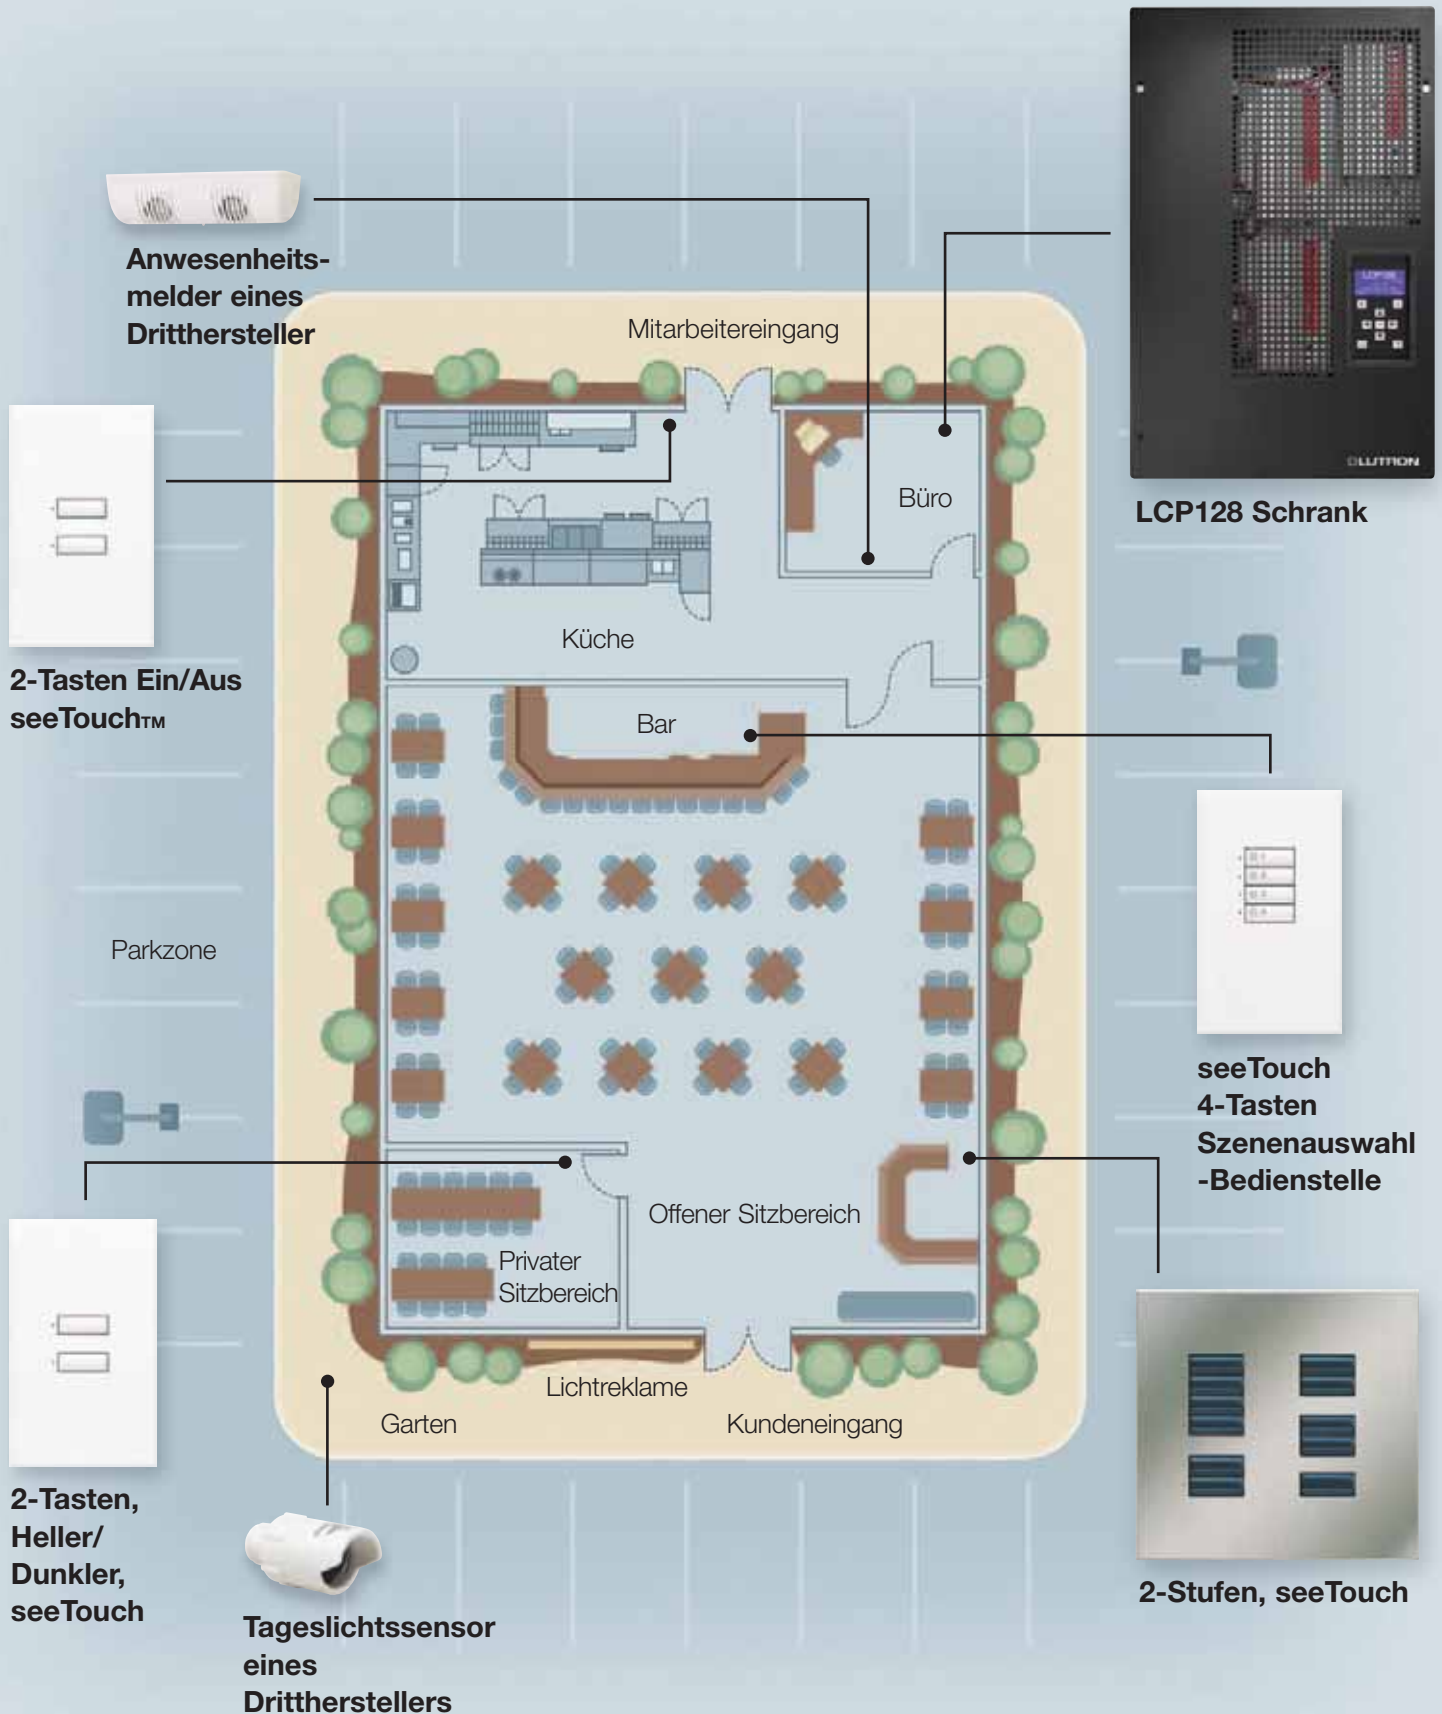 LCP128
LUTRON
LCP128 Schrank
Anwesenheits-
melder eines
Dritthersteller
Mitarbeitereingang
Büro
Küche
2-Tasten Ein/Aus
seeTouch™
Bar
Parkzone
seeTouch
4-Tasten
Szenenauswahl
-Bedienstelle
Offener Sitzbereich
Privater
Sitzbereich
Lichtreklame
Garten
Kundeneingang
2-Tasten,
Heller/
Dunkler,
seeTouch
2-Stufen, seeTouch
Tageslichtssensor
eines
Drittherstellers